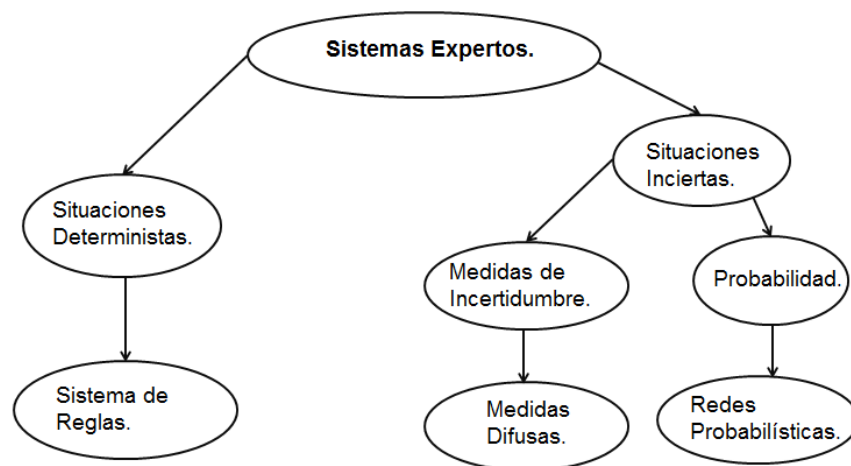 Sistemas Expertos.
Situaciones
Inciertas.
Situaciones
Deterministas.
Medidas de
Incertidumbre.
Probabilidad.
Sistema de
Reglas.
Medidas
Difusas.
Redes
Probabilísticas.